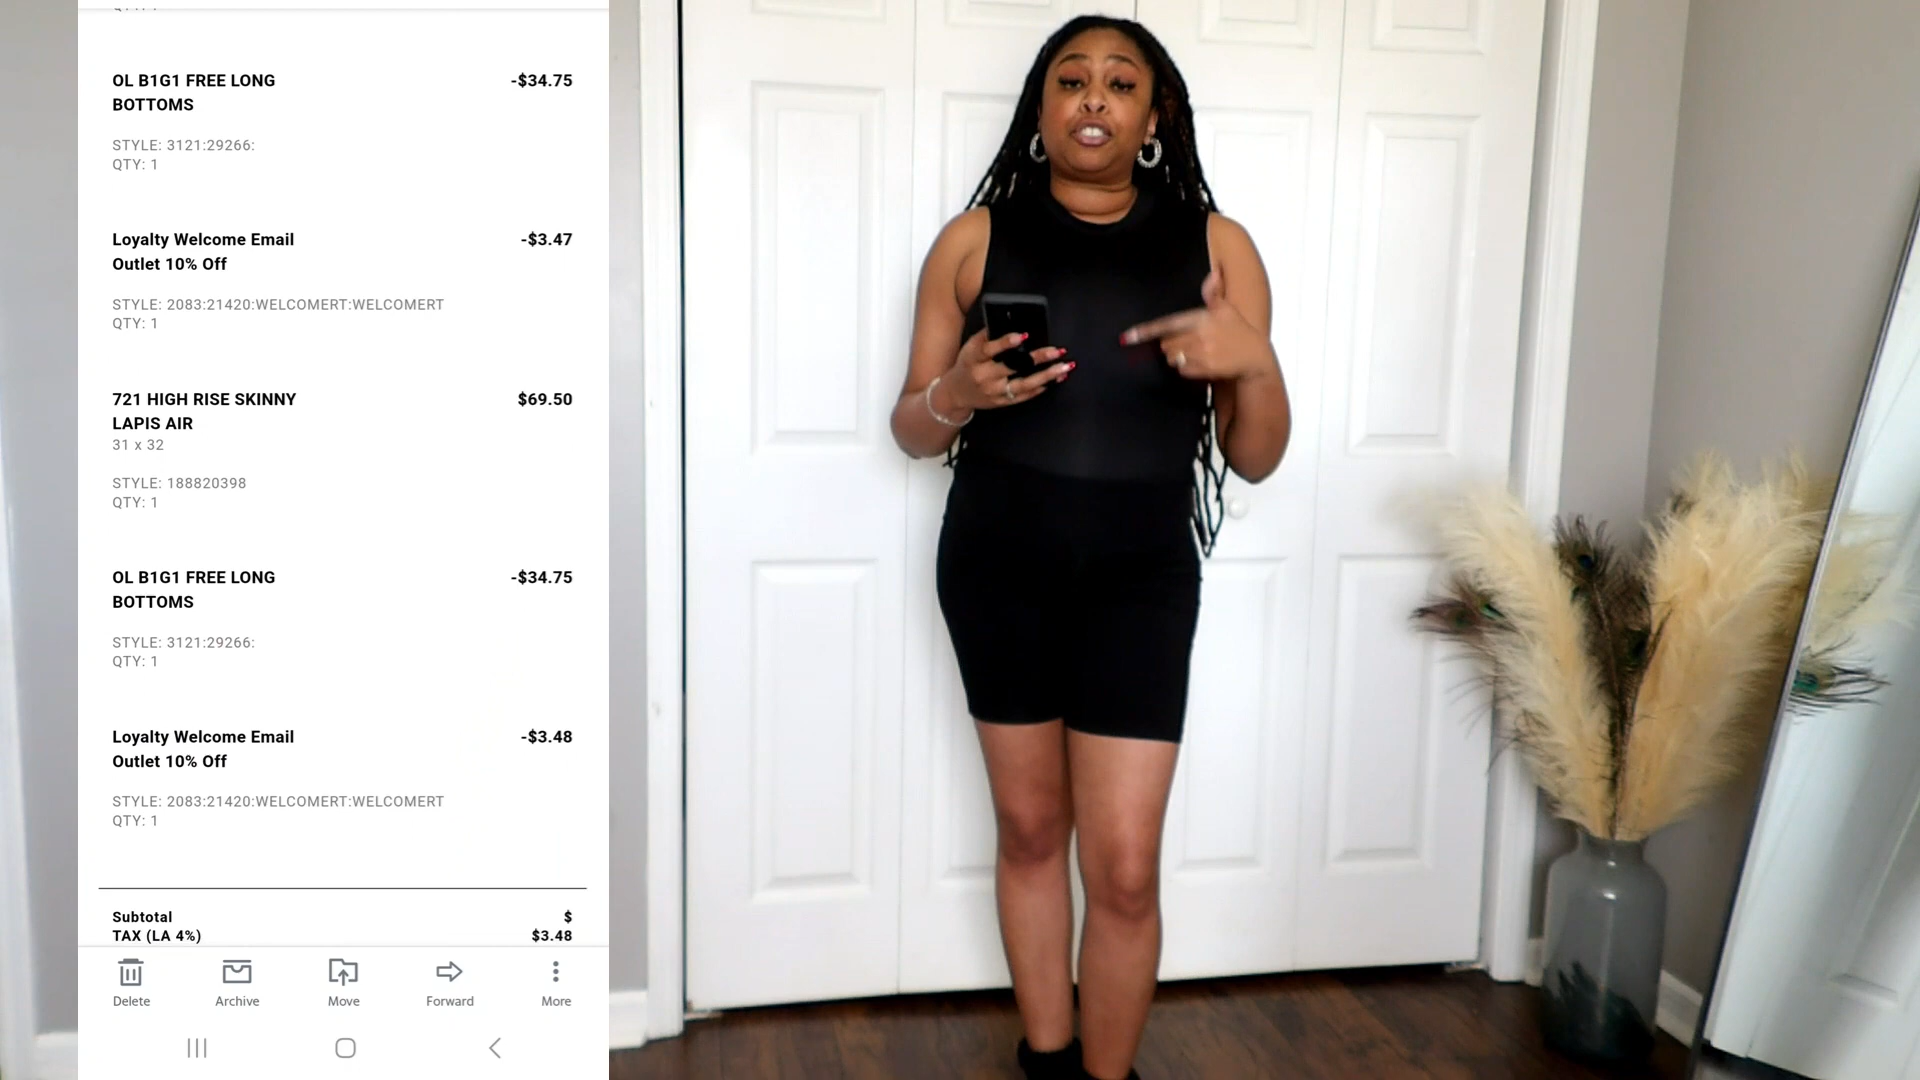 OL B1G1 FREE LONG -$34.75
BOTTOMS
STYLE: 3121:29266:
QTY: 1
Loyalty Welcome Email -$3.47
Outlet 10% Off
STYLE: 2083:21420:WELCOMERT:WELCOMERT
QTY: 1
721 HIGH RISE SKINNY $69.50
LAPIS AIR
31 x 32
STYLE: 188820398
QTY: 1
OL B1G1 FREE LONG -$34.75
BOTTOMS
STYLE: 3121:29266:
QTY: 1
Loyalty Welcome Email -$3.48
Outlet 10% Off
STYLE: 2083:21420:WELCOMERT:WELCOMERT
QTY: 1
Subtotal $
TAX (LA 4%) $3.48
Delete Archive Move Forward More